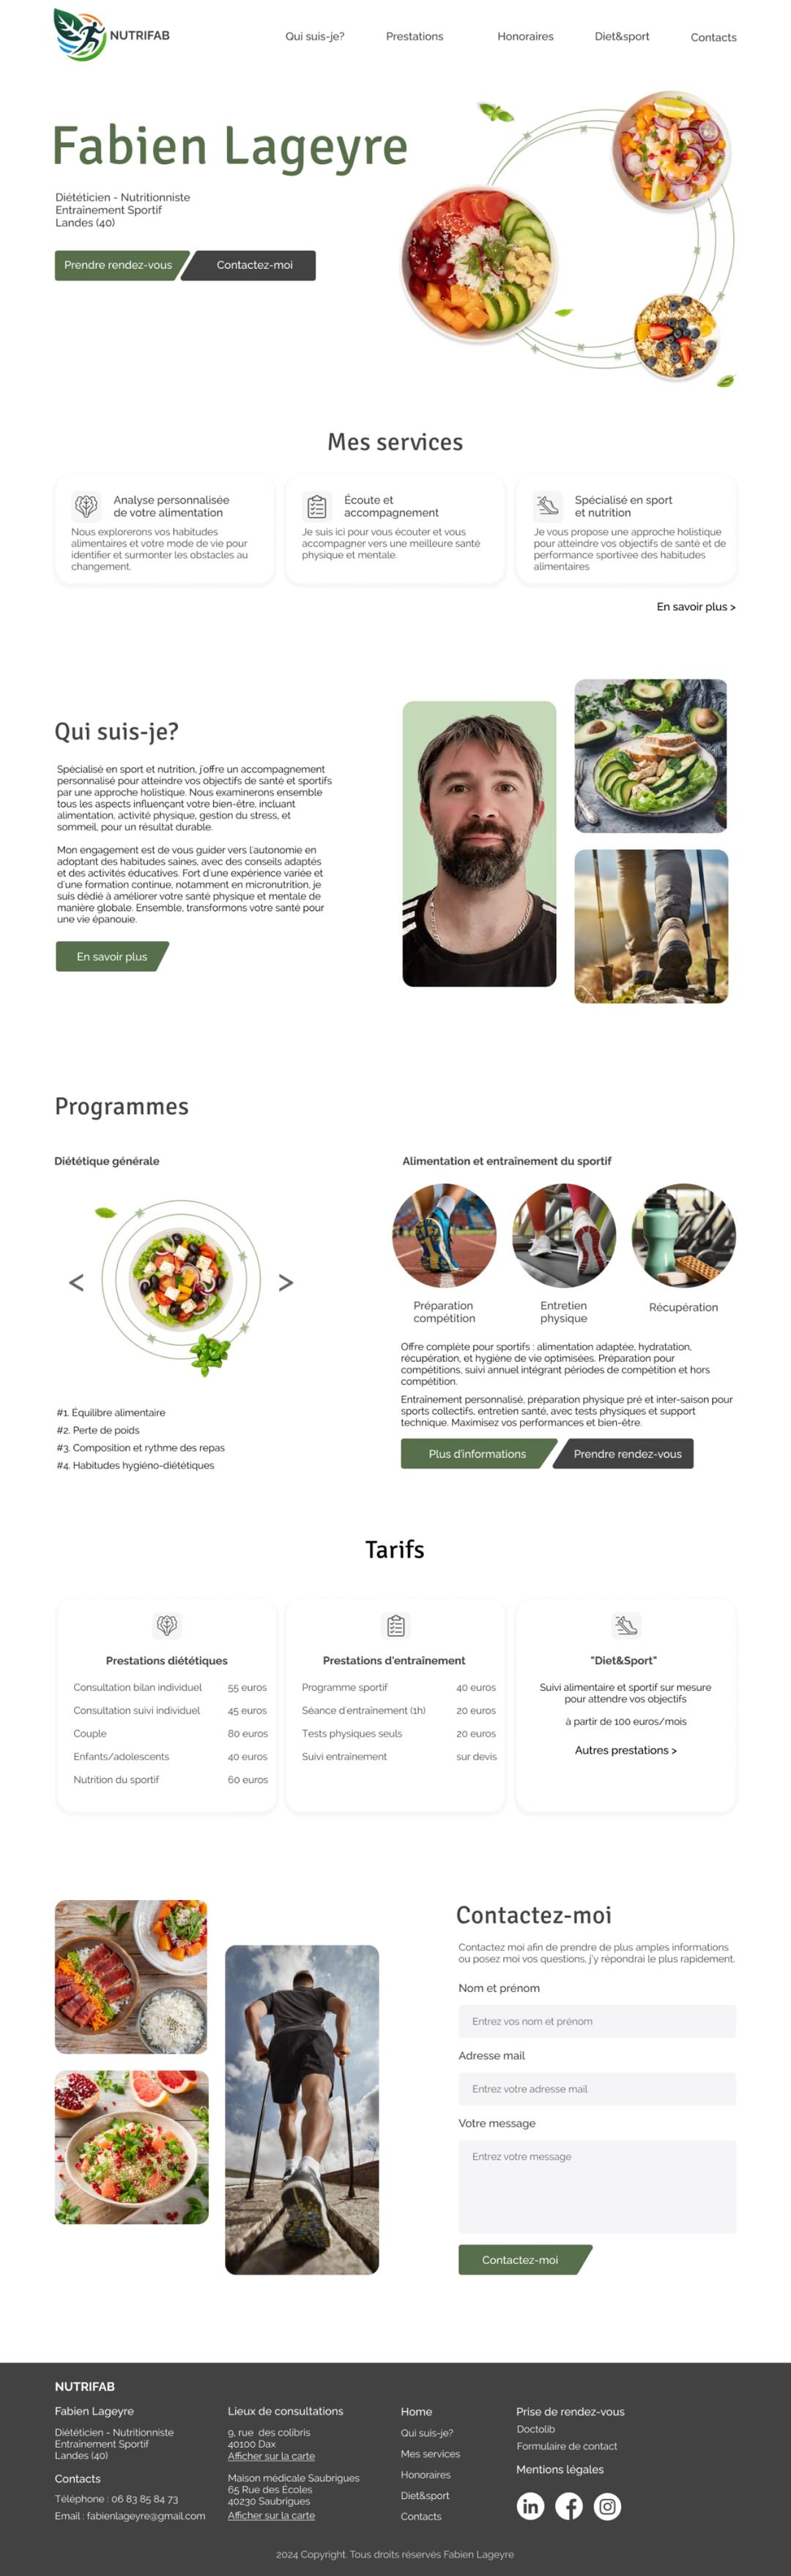 NUTRIFAB
Qui suis-je?
Prestations
Honoraires
Diet&sport
Contacts
Fabien Lageyre
Diététicien - Nutritionniste
Entraînement Sportif
Landes (40)
Prendre rendez-vous
Contactez-moi
Mes services
Analyse personnalisée
de votre alimentation
Nous explorerons vos habitudes
alimentaires et votre mode de vie pour
identifier et surmonter les obstacles au
changement.
Écoute et
accompagnement
Je suis ici pour vous écouter et vous
accompagner vers une meilleure santé
physique et mentale.
Spécialisé en sport
et nutrition
Je vous propose une approche holistique
pour atteindre vos objectifs de santé et de
performance sportivee des habitudes
alimentaires
En savoir plus >
Qui suis-je?
Spécialisé en sport et nutrition, j'offre un accompagnement
personnalisé pour atteindre vos objectifs de santé et sportifs
par une approche holistique. Nous examinerons ensemble
tous les aspects influençant votre bien-être, incluant
alimentation, activité physique, gestion du stress, et
sommeil, pour un résultat durable.
Mon engagement est de vous guider vers l'autonomie en
adoptant des habitudes saines, avec des conseils adaptés
et des activités éducatives. Fort d'une expérience variée et
d'une formation continue, notamment en micronutrition, je
suis dédié à améliorer votre santé physique et mentale de
manière globale. Ensemble, transformons votre santé pour
une vie épanouie.
En savoir plus
Programmes
Diététique générale
<
>
#1. Équilibre alimentaire
#2. Perte de poids
#3. Composition et rythme des repas
#4. Habitudes hygiéno-diététiques
Alimentation et entraînement du sportif
Préparation
compétition
Entretien
physique
Récupération
Offre complète pour sportifs : alimentation adaptée, hydratation,
récupération, et hygiène de vie optimisées. Préparation pour
compétitions, suivi annuel intégrant périodes de compétition et hors
compétition.
Entraînement personnalisé, préparation physique pré et inter-saison pour
sports collectifs, entretien santé, avec tests physiques et support
technique. Maximisez vos performances et bien-être.
Plus d'informations
Prendre rendez-vous
Tarifs
Prestations diététiques
Consultation bilan individuel 55 euros
Consultation suivi individuel 45 euros
Couple 80 euros
Enfants/adolescents 40 euros
Nutrition du sportif 60 euros
Prestations d'entraînement
Programme sportif 40 euros
Séance d'entraînement (1h) 20 euros
Tests physiques seuls 20 euros
Suivi entraînement sur devis
"Diet&Sport"
Suivi alimentaire et sportif sur mesure
pour attendre vos objectifs
à partir de 100 euros/mois
Autres prestations >
Contactez-moi
Contactez moi afin de prendre de plus amples informations
ou posez moi vos questions, j'y répondrai le plus rapidement.
Nom et prénom
Entrez vos nom et prénom
Adresse mail
Entrez votre adresse mail
Votre message
Entrez votre message
Contactez-moi
NUTRIFAB
Fabien Lageyre
Diététicien - Nutritionniste
Entraînement Sportif
Landes (40)
Contacts
Téléphone : 06 83 85 84 73
Email : fabienlageyre@gmail.com
Lieux de consultations
9, rue des colibris
40100 Dax
Afficher sur la carte
Maison médicale Saubrigues
65 Rue des Écoles
40230 Saubrigues
Afficher sur la carte
Home
Qui suis-je?
Mes services
Honoraires
Diet&sport
Contacts
Prise de rendez-vous
Doctolib
Formulaire de contact
Mentions légales
2024 Copyright. Tous droits réservés Fabien Lageyre